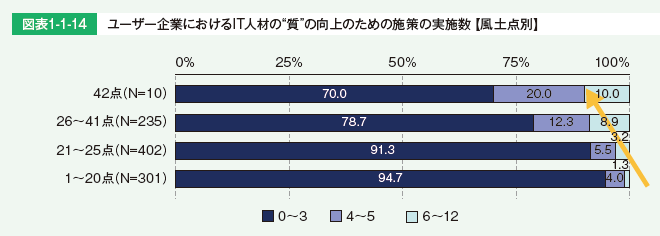 図表1-1-14 ユーザー企業におけるIT人材の“質”の向上のための施策の実施数【風土点別】
0% 25% 50% 75% 100%
42点(N=10) 70.0 20.0 10.0
26〜41点(N=235) 78.7 12.3 8.9
21〜25点(N=402) 91.3 5.5 3.2
1〜20点(N=301) 94.7 4.0 1.3
0〜3 4〜5 6〜12